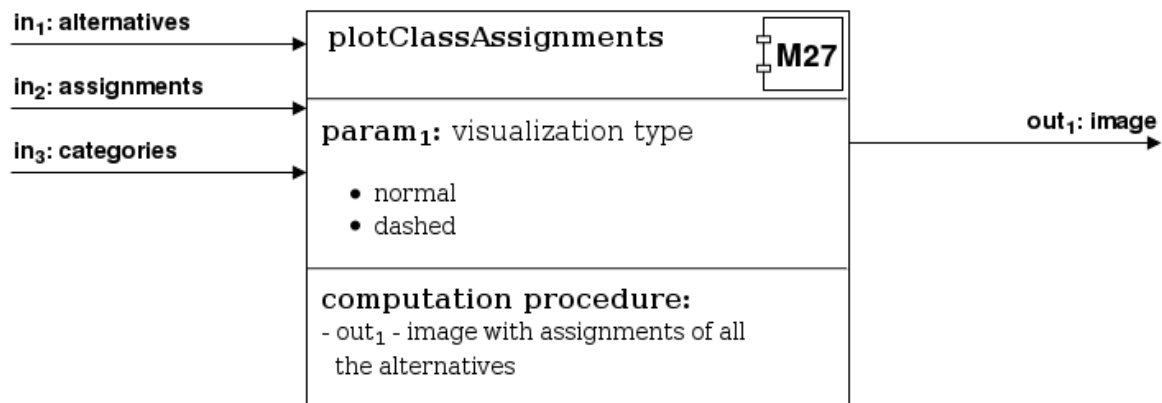 in₁: alternatives
in₂: assignments
in₃: categories
plotClassAssignments
M27
param₁: visualization type
• normal
• dashed
computation procedure:
- out₁ - image with assignments of all
the alternatives
out₁: image